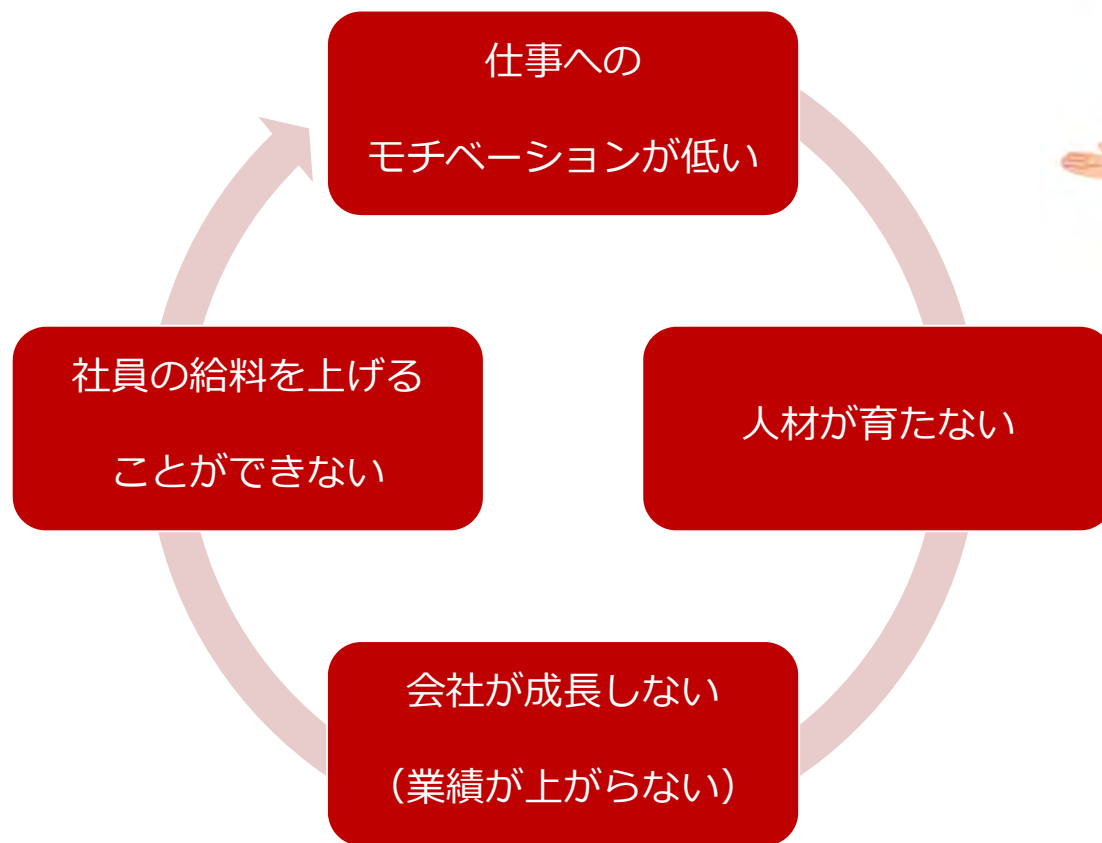 仕事への
モチベーションが低い
人材が育たない
会社が成長しない
（業績が上がらない）
社員の給料を上げる
ことができない